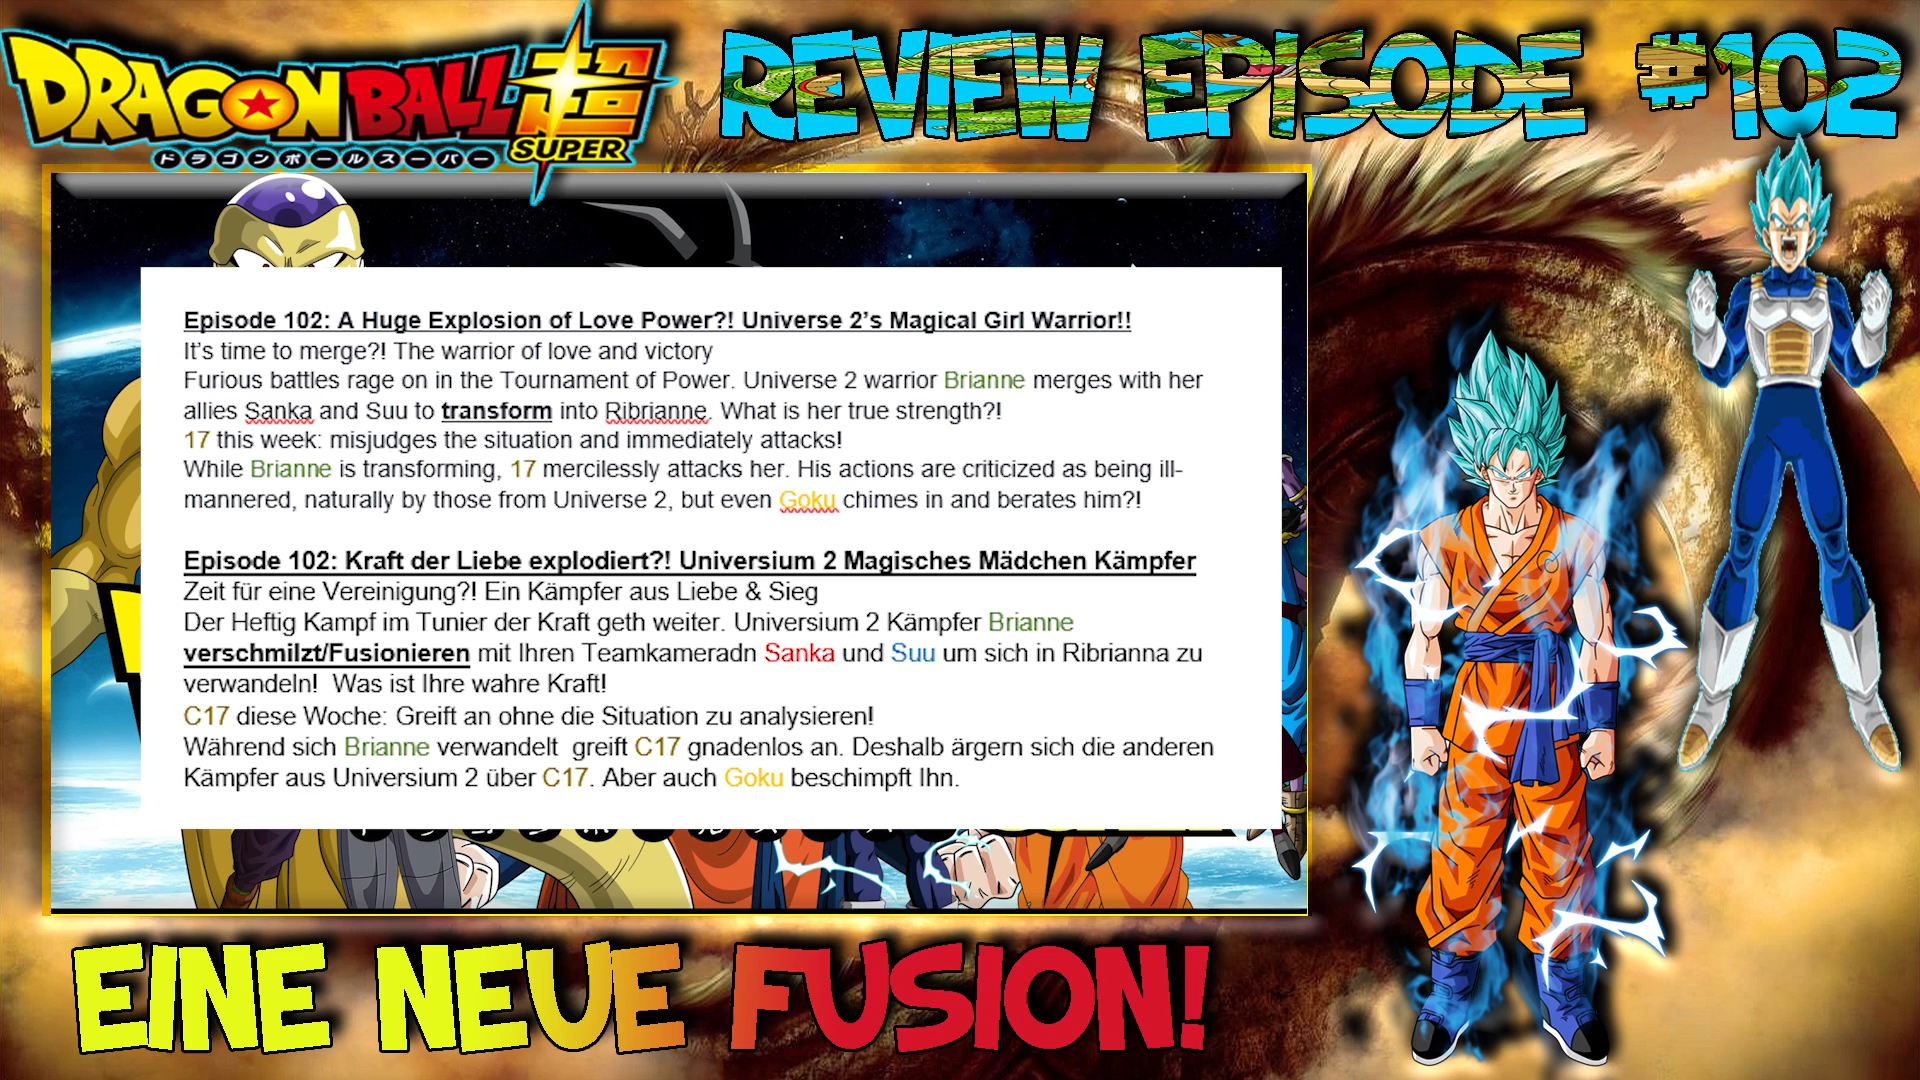 DRAGON BALL 超 SUPER
ドラゴンボールスーパー
REVIEW EPISODE #102
Episode 102: A Huge Explosion of Love Power?! Universe 2’s Magical Girl Warrior!!
It’s time to merge?! The warrior of love and victory
Furious battles rage on in the Tournament of Power. Universe 2 warrior Brianne merges with her
allies Sanka and Suu to transform into Ribrianne. What is her true strength?!
17 this week: misjudges the situation and immediately attacks!
While Brianne is transforming, 17 mercilessly attacks her. His actions are criticized as being ill-
mannered, naturally by those from Universe 2, but even Goku chimes in and berates him?!
Episode 102: Kraft der Liebe explodiert?! Universium 2 Magisches Mädchen Kämpfer
Zeit für eine Vereinigung?! Ein Kämpfer aus Liebe & Sieg
Der Heftig Kampf im Tunier der Kraft geth weiter. Universium 2 Kämpfer Brianne
verschmilzt/Fusionieren mit Ihren Teamkameradn Sanka und Suu um sich in Ribrianna zu
verwandeln! Was ist Ihre wahre Kraft!
C17 diese Woche: Greift an ohne die Situation zu analysieren!
Während sich Brianne verwandelt greift C17 gnadenlos an. Deshalb ärgern sich die anderen
Kämpfer aus Universium 2 über C17. Aber auch Goku beschimpft Ihn.
EINE NEUE FUSION!